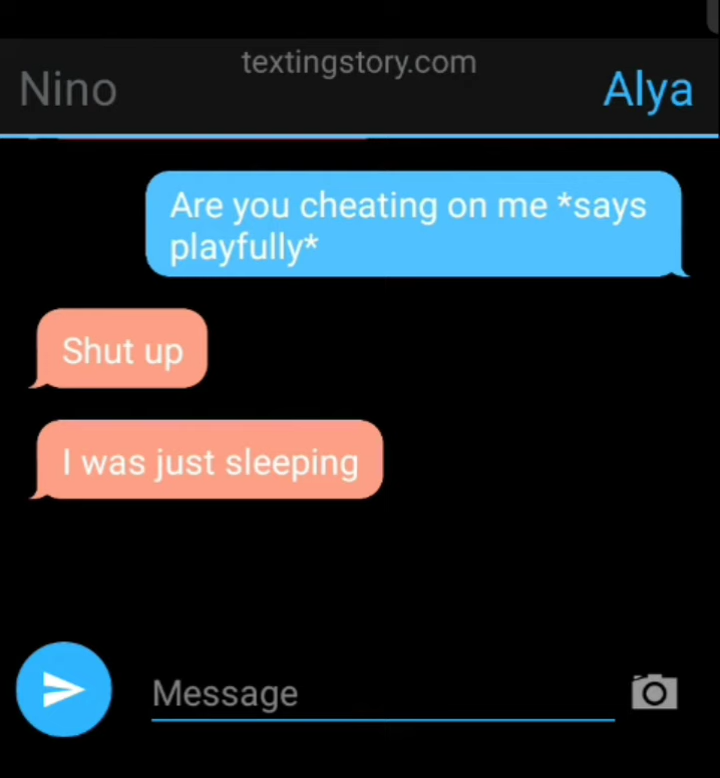 textingstory.com
Nino
Alya
Are you cheating on me *says
playfully*
Shut up
I was just sleeping
Message